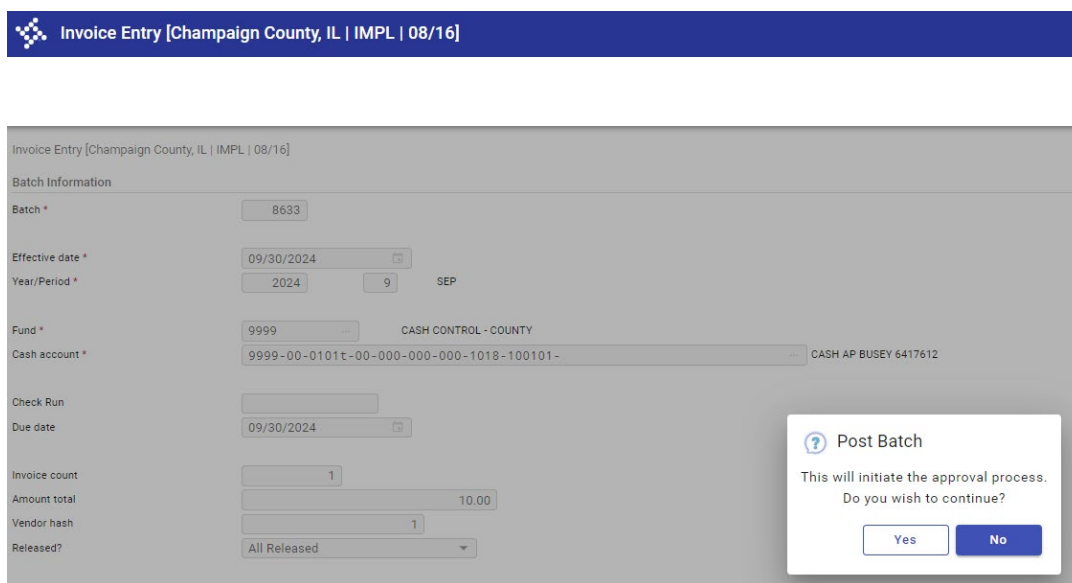 Invoice Entry [Champaign County, IL | IMPL | 08/16]
Invoice Entry [Champaign County, IL | IMPL | 08/16]
Batch Information
Batch * 8633
Effective date * 09/30/2024
Year/Period * 2024 9 SEP
Fund * 9999 ... CASH CONTROL - COUNTY
Cash account * 9999-00-0101t-00-000-000-000-1018-100101- ... CASH AP BUSEY 6417612
Check Run
Due date 09/30/2024
Invoice count 1
Amount total 10.00
Vendor hash 1
Released? All Released
Post Batch
This will initiate the approval process.
Do you wish to continue?
Yes No